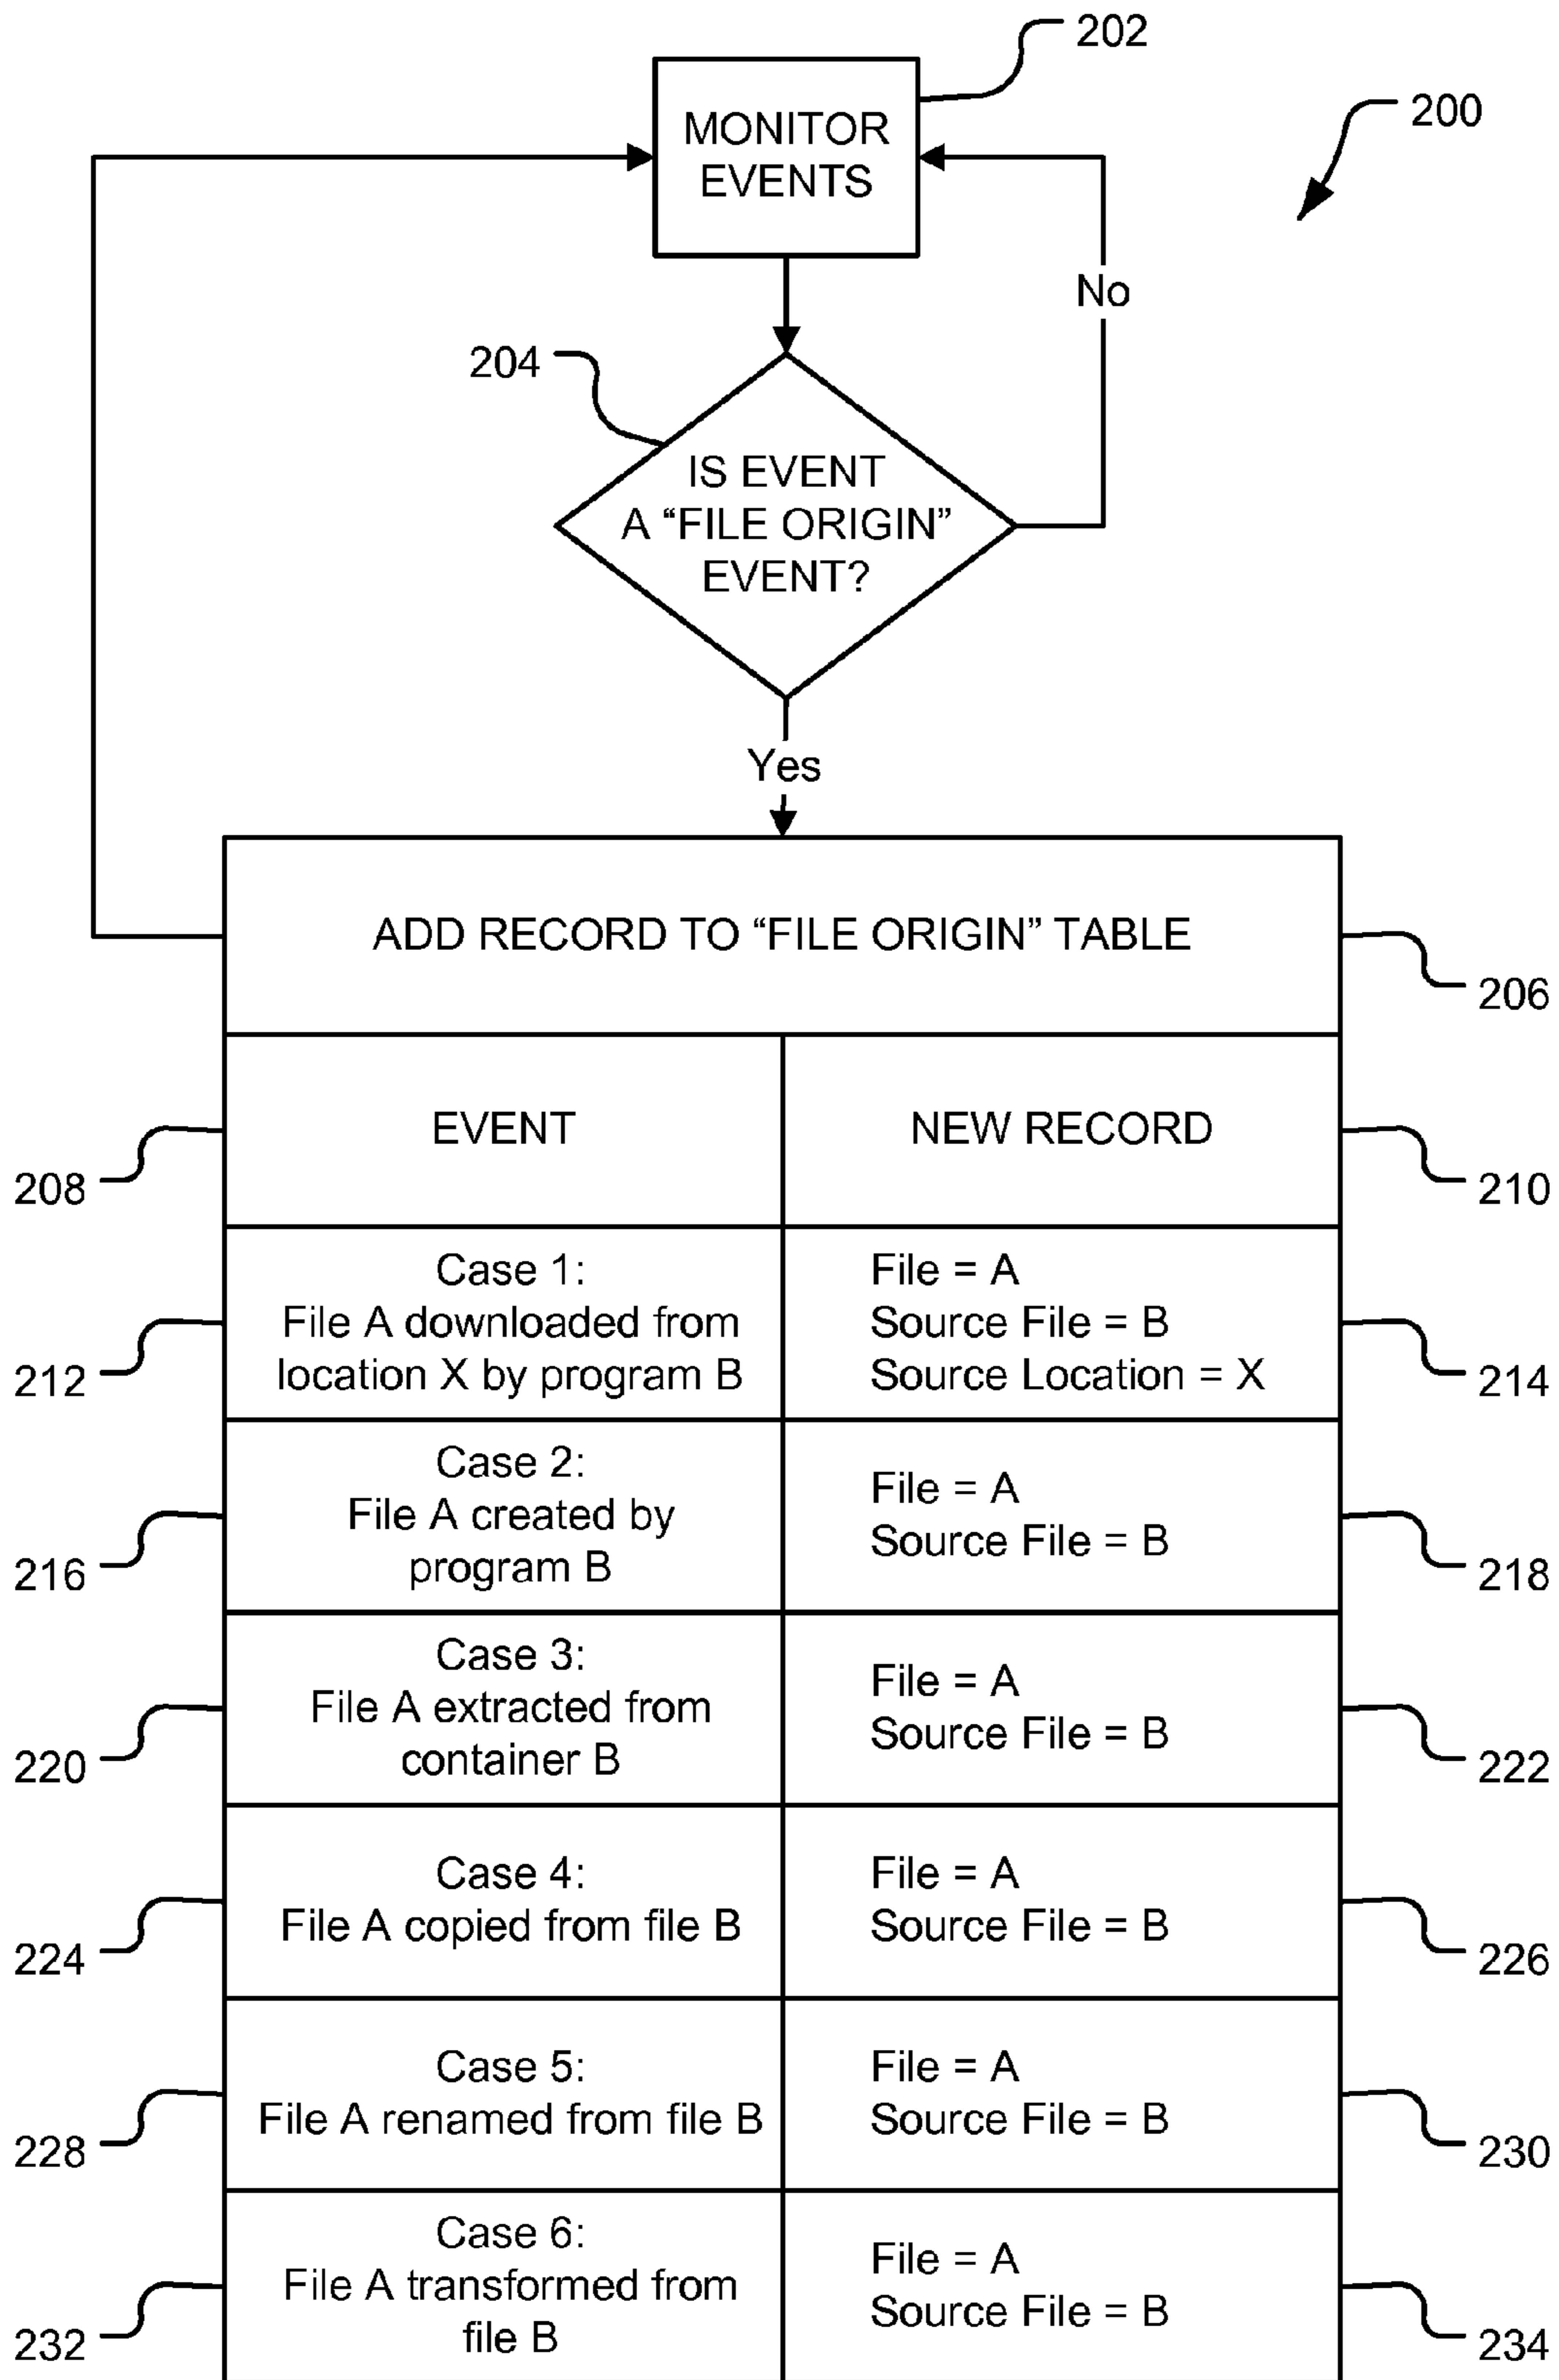 202
200
MONITOR
EVENTS
No
204
IS EVENT
A “FILE ORIGIN”
EVENT?
Yes
ADD RECORD TO “FILE ORIGIN” TABLE
206
EVENT
NEW RECORD
208
210
Case 1:
File A downloaded from
location X by program B
File = A
Source File = B
Source Location = X
212
214
Case 2:
File A created by
program B
File = A
Source File = B
216
218
Case 3:
File A extracted from
container B
File = A
Source File = B
220
222
Case 4:
File A copied from file B
File = A
Source File = B
224
226
Case 5:
File A renamed from file B
File = A
Source File = B
228
230
Case 6:
File A transformed from
file B
File = A
Source File = B
232
234